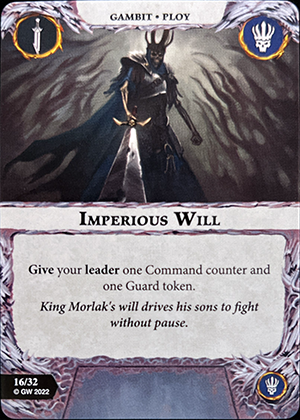 GAMBIT • PLOY
IMPERIOUS WILL
Give your leader one Command counter and
one Guard token.
King Morlak's will drives his sons to fight
without pause.
16/32
© GW 2022